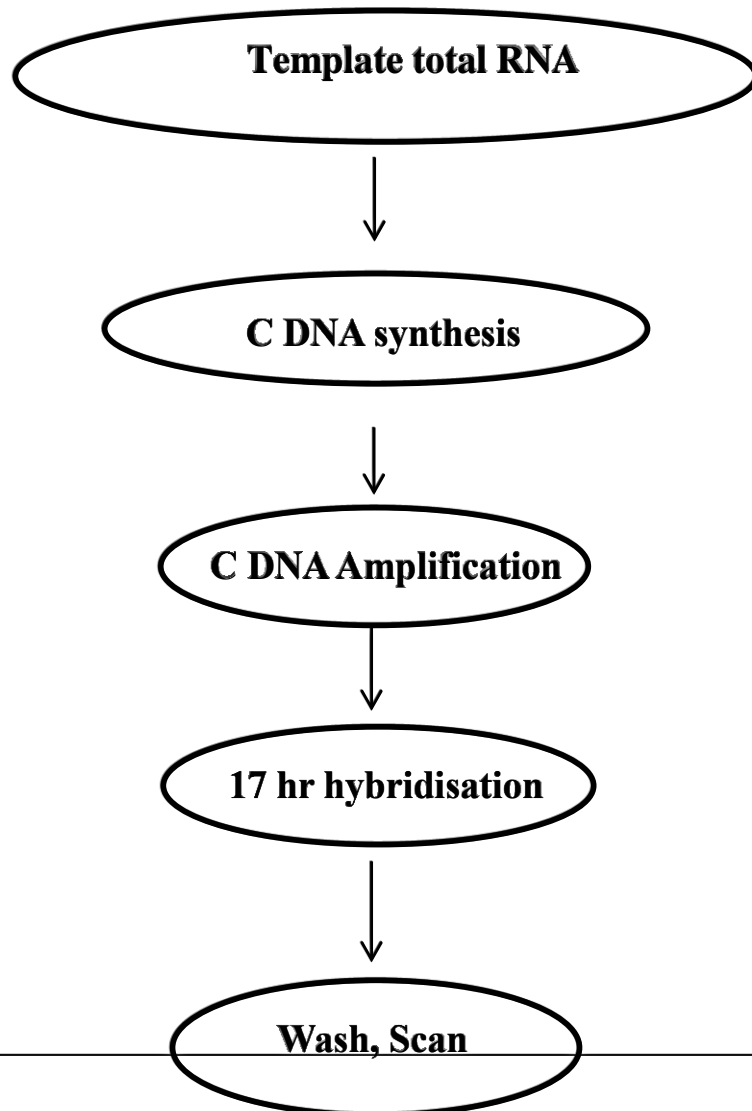 Template total RNA
C DNA synthesis
C DNA Amplification
17 hr hybridisation
Wash, Scan